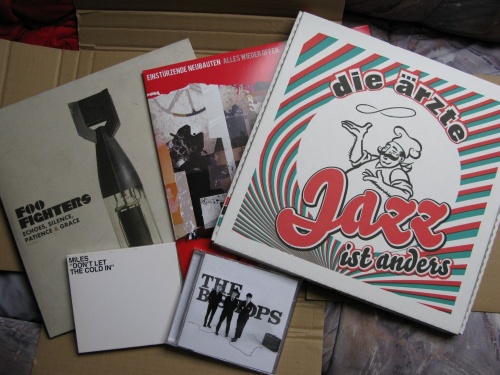 EINSTÜRZENDE NEUBAUTEN ALLES WIEDER OFFEN
die ärzte
Jazz
ist anders
FOO
FIGHTERS
ECHOES, SILENCE,
PATIENCE & GRACE
MILES
"DON'T LET
THE COLD IN"
THE
BISHOPS